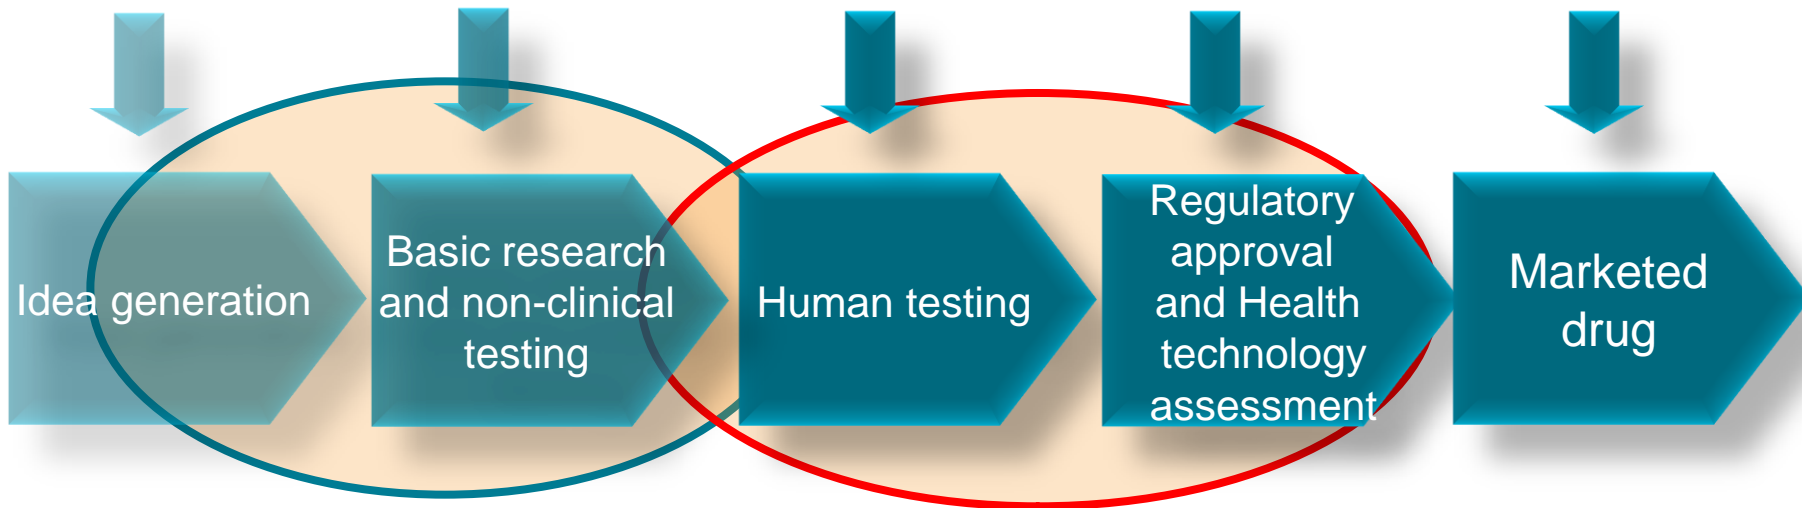 Idea generation
Basic research
and non-clinical
testing
Human testing
Regulatory
approval
and Health
technology
assessment
Marketed
drug